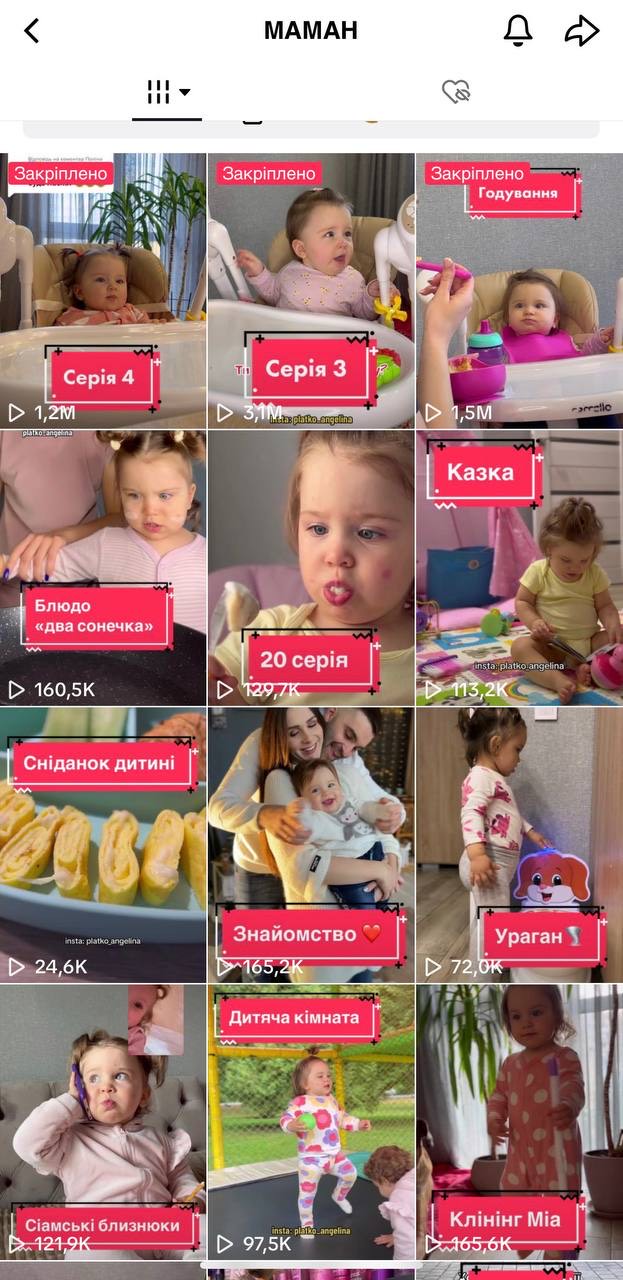 МАМАН
Закріплено
Закріплено
Закріплено
Відповідь на коментар Поліна
Годування
Серія 4
Серія 3
1,2M
3,1M
insta: platko_angelina
1,5M
platko_angelina
Казка
Блюдо
«два сонечка»
20 серія
insta: platko_angelina
160,5K
129,7K
113,2K
Сніданок дитині
insta: platko_angelina
Знайомство ❤️
Ураган 🌪️
24,6K
165,2K
72,0K
Дитяча кімната
Сіамські близнюки
insta: platko_angelina
Клінінг Міа
121,9K
97,5K
165,6K